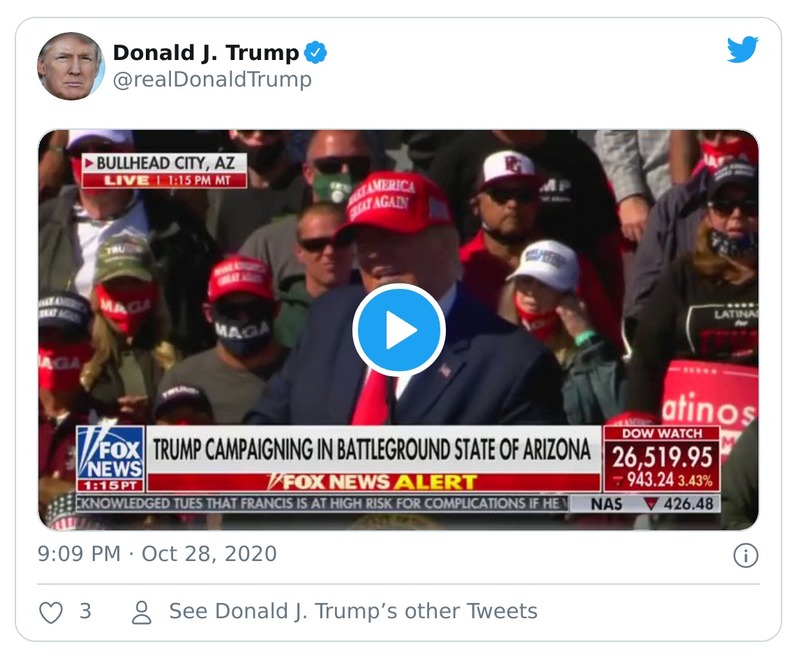 Donald J. Trump
@realDonaldTrump
BULLHEAD CITY, AZ
LIVE | 1:15 PM MT
MAKE AMERICA
GREAT AGAIN
MAGA
MAGA
TRUMP
LATINAS
for
TRUMP
atinos
FOX
NEWS
1:15PT
TRUMP CAMPAIGNING IN BATTLEGROUND STATE OF ARIZONA
FOX NEWS ALERT
DOW WATCH
26,519.95
943.24 3.43%
CKNOWLEDGED TUES THAT FRANCIS IS AT HIGH RISK FOR COMPLICATIONS IF HE
NAS 426.48
9:09 PM · Oct 28, 2020
3 See Donald J. Trump’s other Tweets